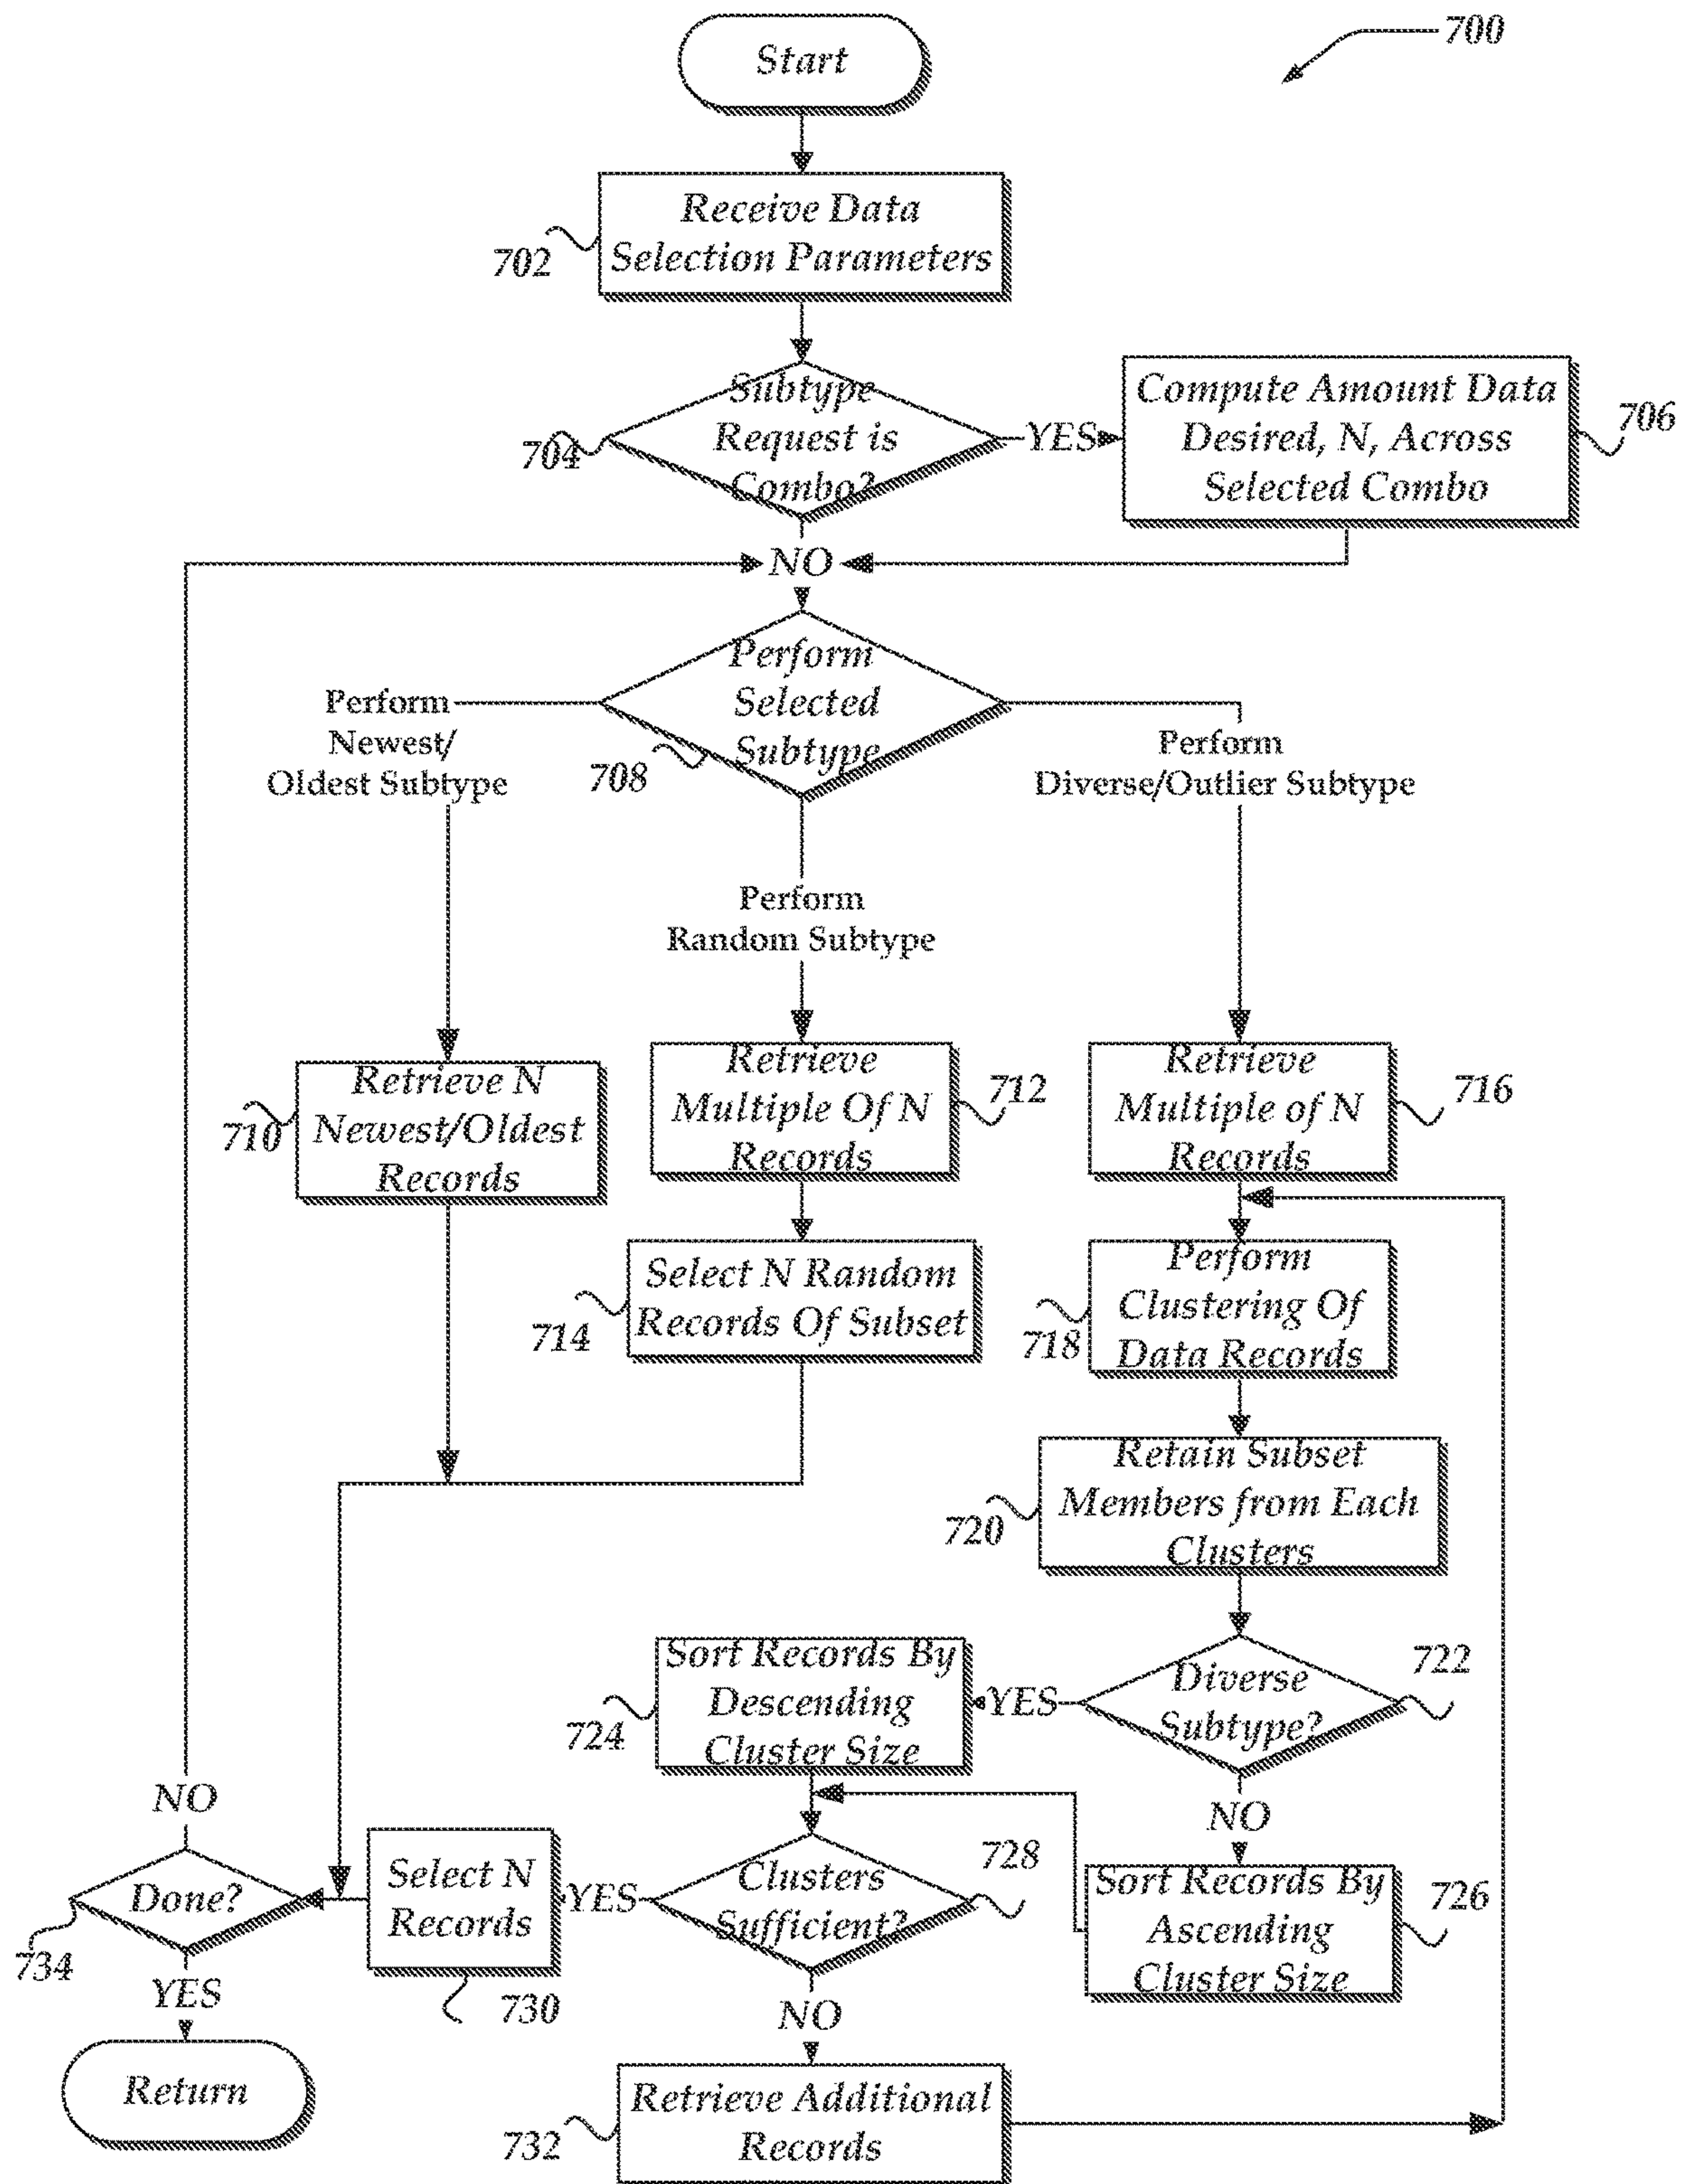 Start
700
Receive Data
Selection Parameters
702
Subtype
Request is
Combo?
704
YES
Compute Amount Data
Desired, N, Across
Selected Combo
706
NO
Perform
Selected
Subtype
708
Perform
Newest/
Oldest Subtype
Perform
Random Subtype
Perform
Diverse/Outlier Subtype
Retrieve N
Newest/Oldest
Records
710
Retrieve
Multiple Of N
Records
712
Retrieve
Multiple of N
Records
716
Select N Random
Records Of Subset
714
Perform
Clustering Of
Data Records
718
Retain Subset
Members from Each
Clusters
720
Diverse
Subtype?
722
YES
Sort Records By
Descending
Cluster Size
724
NO
Sort Records By
Ascending
Cluster Size
726
Clusters
Sufficient?
728
YES
Select N
Records
730
NO
Retrieve Additional
Records
732
NO
Done?
734
YES
Return